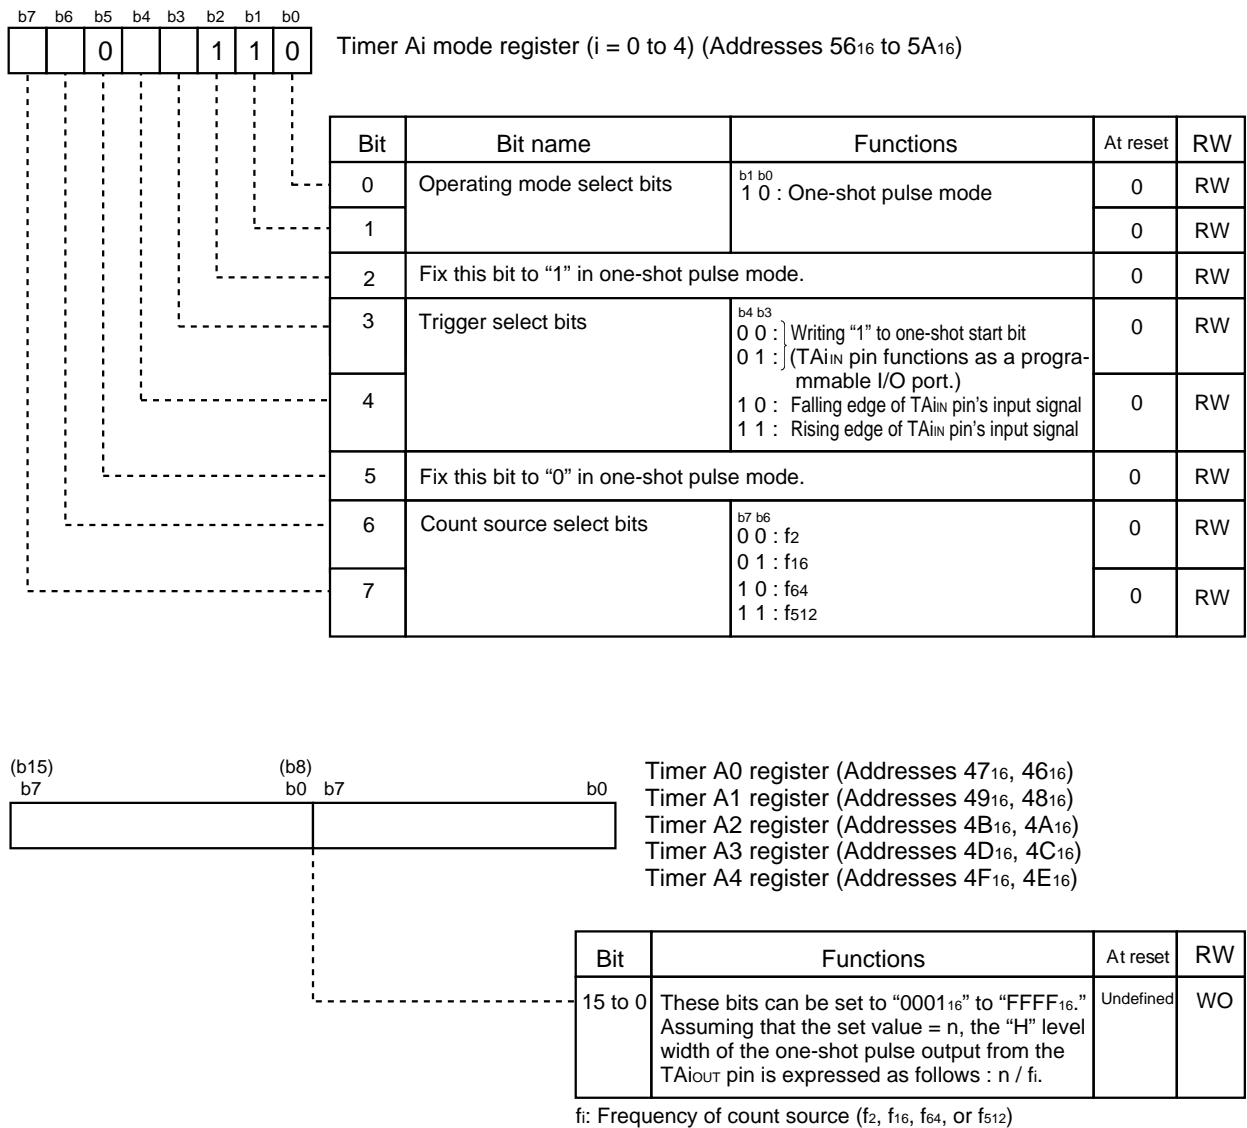 b7 b6 b5 b4 b3 b2 b1 b0
0 1 1 0
Timer Ai mode register (i = 0 to 4) (Addresses 5616 to 5A16)
Bit Bit name Functions At reset RW
0 Operating mode select bits b1 b0 0 RW
1 0 : One-shot pulse mode
1 0 RW
2 Fix this bit to “1” in one-shot pulse mode. 0 RW
3 Trigger select bits b4 b3 0 RW
0 0 : Writing “1” to one-shot start bit
0 1 : (TAiIN pin functions as a progra-
mmable I/O port.)
4 1 0 : Falling edge of TAiIN pin’s input signal 0 RW
1 1 : Rising edge of TAiIN pin’s input signal
5 Fix this bit to “0” in one-shot pulse mode. 0 RW
6 Count source select bits b7 b6 0 RW
0 0 : f2
0 1 : f16
7 1 0 : f64 0 RW
1 1 : f512
(b15) (b8)
b7 b0 b7 b0
Timer A0 register (Addresses 4716, 4616)
Timer A1 register (Addresses 4916, 4816)
Timer A2 register (Addresses 4B16, 4A16)
Timer A3 register (Addresses 4D16, 4C16)
Timer A4 register (Addresses 4F16, 4E16)
Bit Functions At reset RW
15 to 0 These bits can be set to “000116” to “FFFF16.” Undefined WO
Assuming that the set value = n, the “H” level
width of the one-shot pulse output from the
TAiOUT pin is expressed as follows : n / fi.
fi: Frequency of count source (f2, f16, f64, or f512)